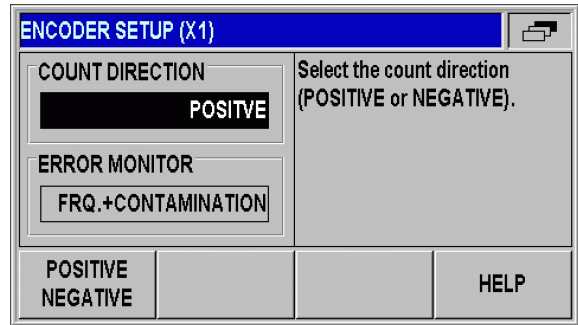 ENCODER SETUP (X1)
COUNT DIRECTION
POSITVE
ERROR MONITOR
FRQ.+CONTAMINATION
Select the count direction
(POSITIVE or NEGATIVE).
POSITIVE
NEGATIVE
HELP